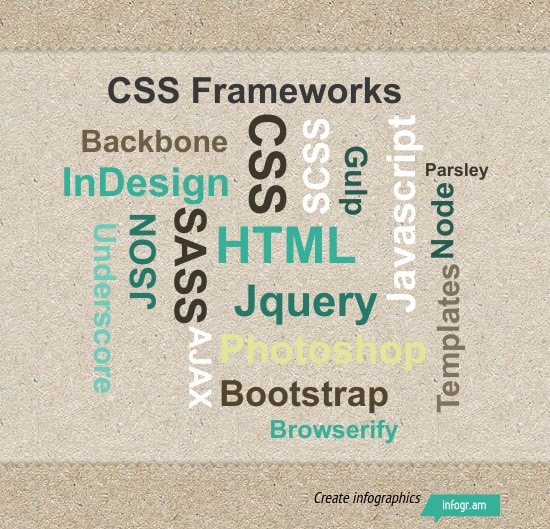 CSS Frameworks
Backbone
CSS
SCSS
Gulp
Javascript
Parsley
InDesign
Node
Underscore
JSON
SASS
HTML
Jquery
Templates
AJAX
Photoshop
Bootstrap
Browserify
Create infographics
infogr.am